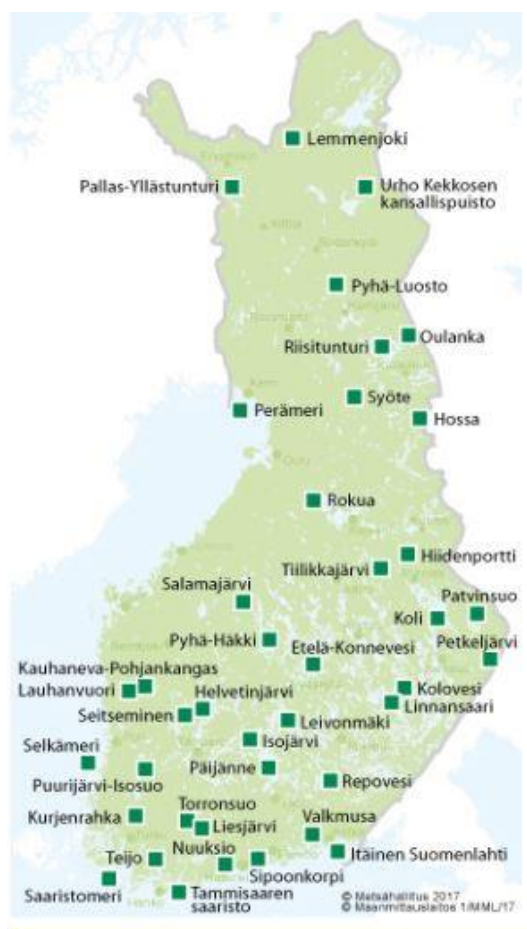 Lemmenjoki
Pallas-Yllästunturi
Urho Kekkosen
kansallispuisto
Pyhä-Luosto
Oulanka
Riisitunturi
Syöte
Perämeri
Hossa
Rokua
Hiidenportti
Tiilikkajärvi
Salamajärvi
Patvinsuo
Koli
Pyhä-Häkki
Etelä-Konnevesi
Petkeljärvi
Kauhaneva-Pohjankangas
Lauhanvuori
Helvetinjärvi
Kolovesi
Linnansaari
Seitseminen
Leivonmäki
Isojärvi
Selkämeri
Päijänne
Puurijärvi-Isosuo
Repovesi
Torronsuo
Kurjenrahka
Liesjärvi
Valkmusa
Nuuksio
Teijo
Itäinen Suomenlahti
Sipoonkorpi
Saaristomeri
Tammisaaren
saaristo
© Metsähallitus 2017
© Maanmittauslaitos 1/MML/17